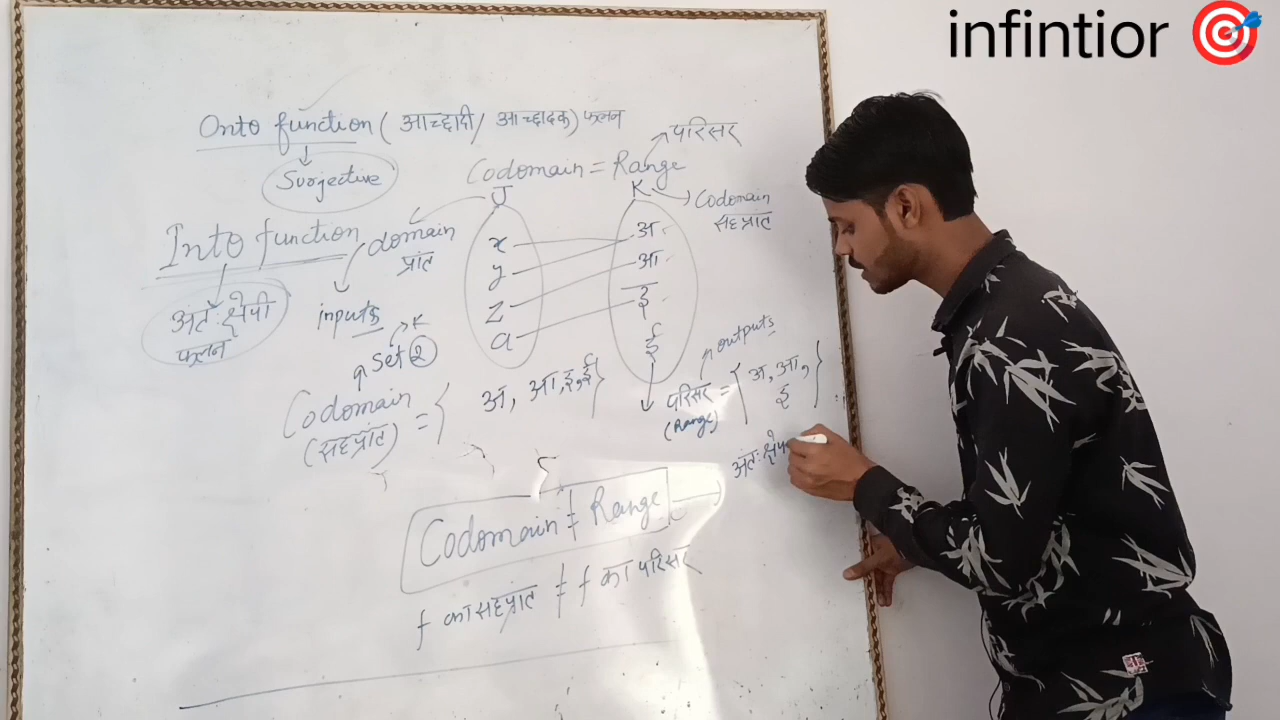 infintior
Onto function ( आच्छादी / आच्छादक) फलन
Surjective
Codomain = Range
परिसर
J
K
Codomain
सहप्रांत
Into function
domain
प्रांत
अंतःक्षेपी
फलन
inputs
x
y
z
a
अ
आ
इ
ई
Set 2
Codomain
(सहप्रांत) = { अ, आ, इ, ई }
outputs
परिसर = { अ, आ, इ }
(Range)
Codomain ≠ Range
f का सहप्रांत ≠ f का परिसर